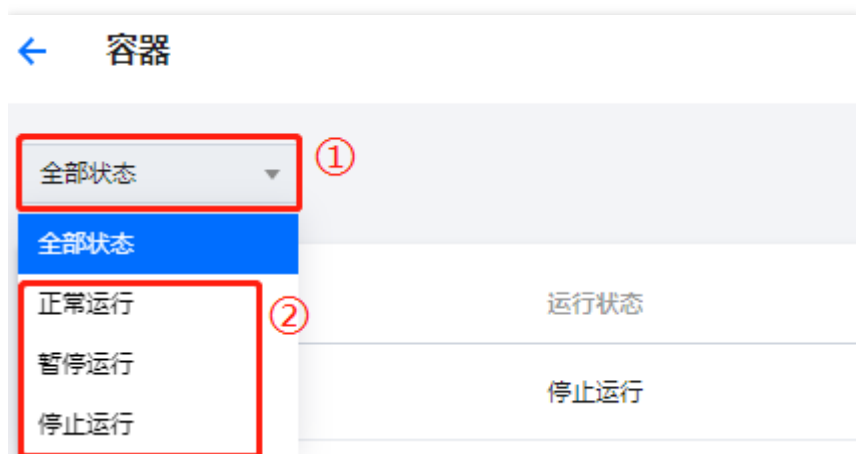 容器
全部状态
①
全部状态
正常运行
②
运行状态
暂停运行
停止运行
停止运行